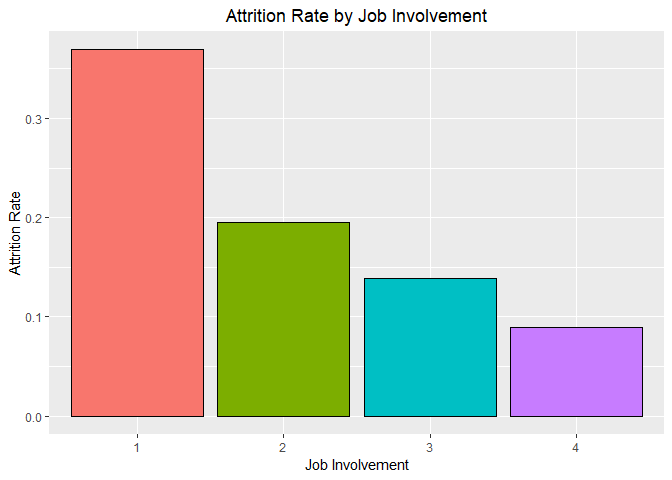 Attrition Rate by Job Involvement
Attrition Rate
0.3
0.2
0.1
0.0
1 2 3 4
Job Involvement